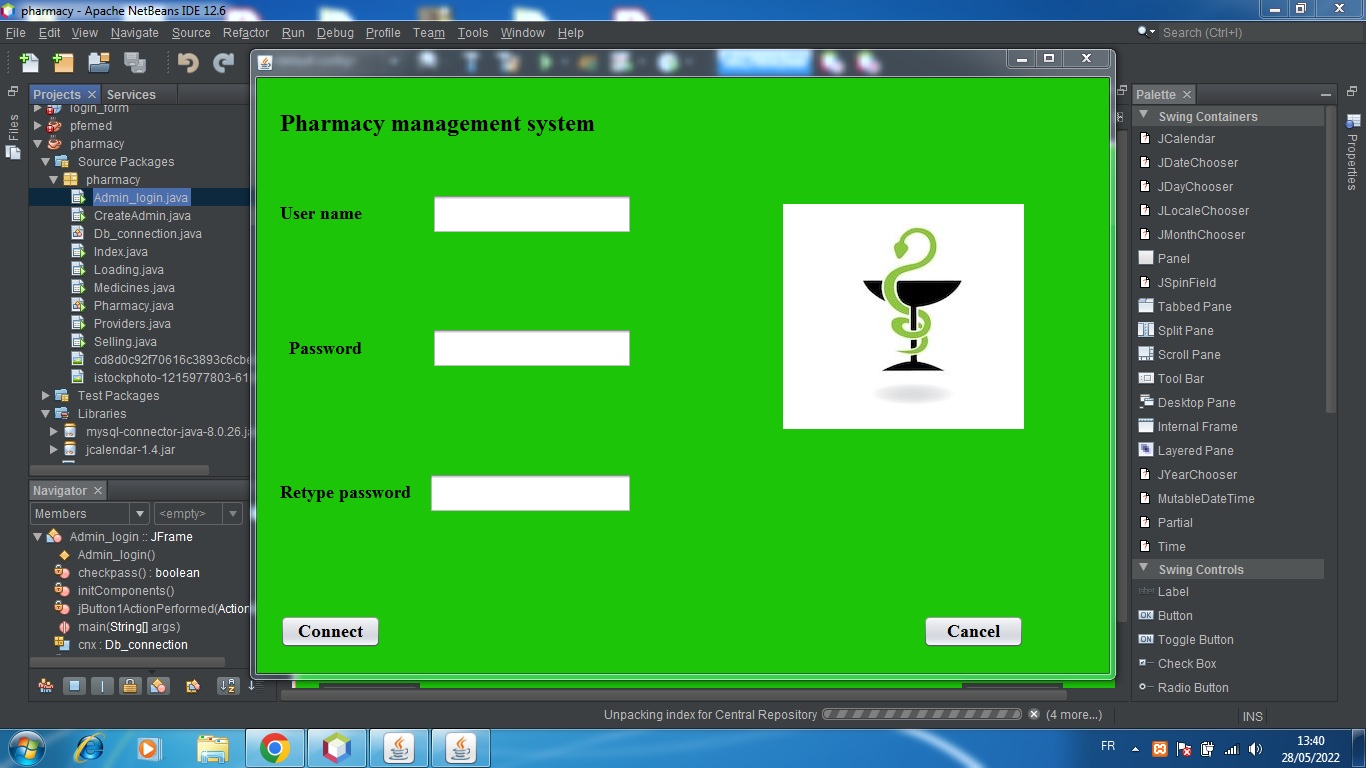 pharmacy - Apache NetBeans IDE 12.6
File Edit View Navigate Source Refactor Run Debug Profile Team Tools Window Help
Search (Ctrl+I)
Projects
Services
Files
login_form
pfemed
pharmacy
Source Packages
pharmacy
Admin_login.java
CreateAdmin.java
Db_connection.java
Index.java
Loading.java
Medicines.java
Pharmacy.java
Providers.java
Selling.java
cd8d0c92f70616c3893c6cbe
istockphoto-1215977803-61
Test Packages
Libraries
mysql-connector-java-8.0.26.ja
jcalendar-1.4.jar
Navigator
Members
<empty>
Admin_login :: JFrame
Admin_login()
checkpass() : boolean
initComponents()
jButton1ActionPerformed(Action
main(String[] args)
cnx : Db_connection
Pharmacy management system
User name
Password
Retype password
Connect
Cancel
Palette
Swing Containers
JCalendar
JDateChooser
JDayChooser
JLocaleChooser
JMonthChooser
Panel
JSpinField
Tabbed Pane
Split Pane
Scroll Pane
Tool Bar
Desktop Pane
Internal Frame
Layered Pane
JYearChooser
MutableDateTime
Partial
Time
Swing Controls
Label
Button
Toggle Button
Check Box
Radio Button
Properties
Unpacking index for Central Repository
(4 more...)
INS
FR
13:40
28/05/2022